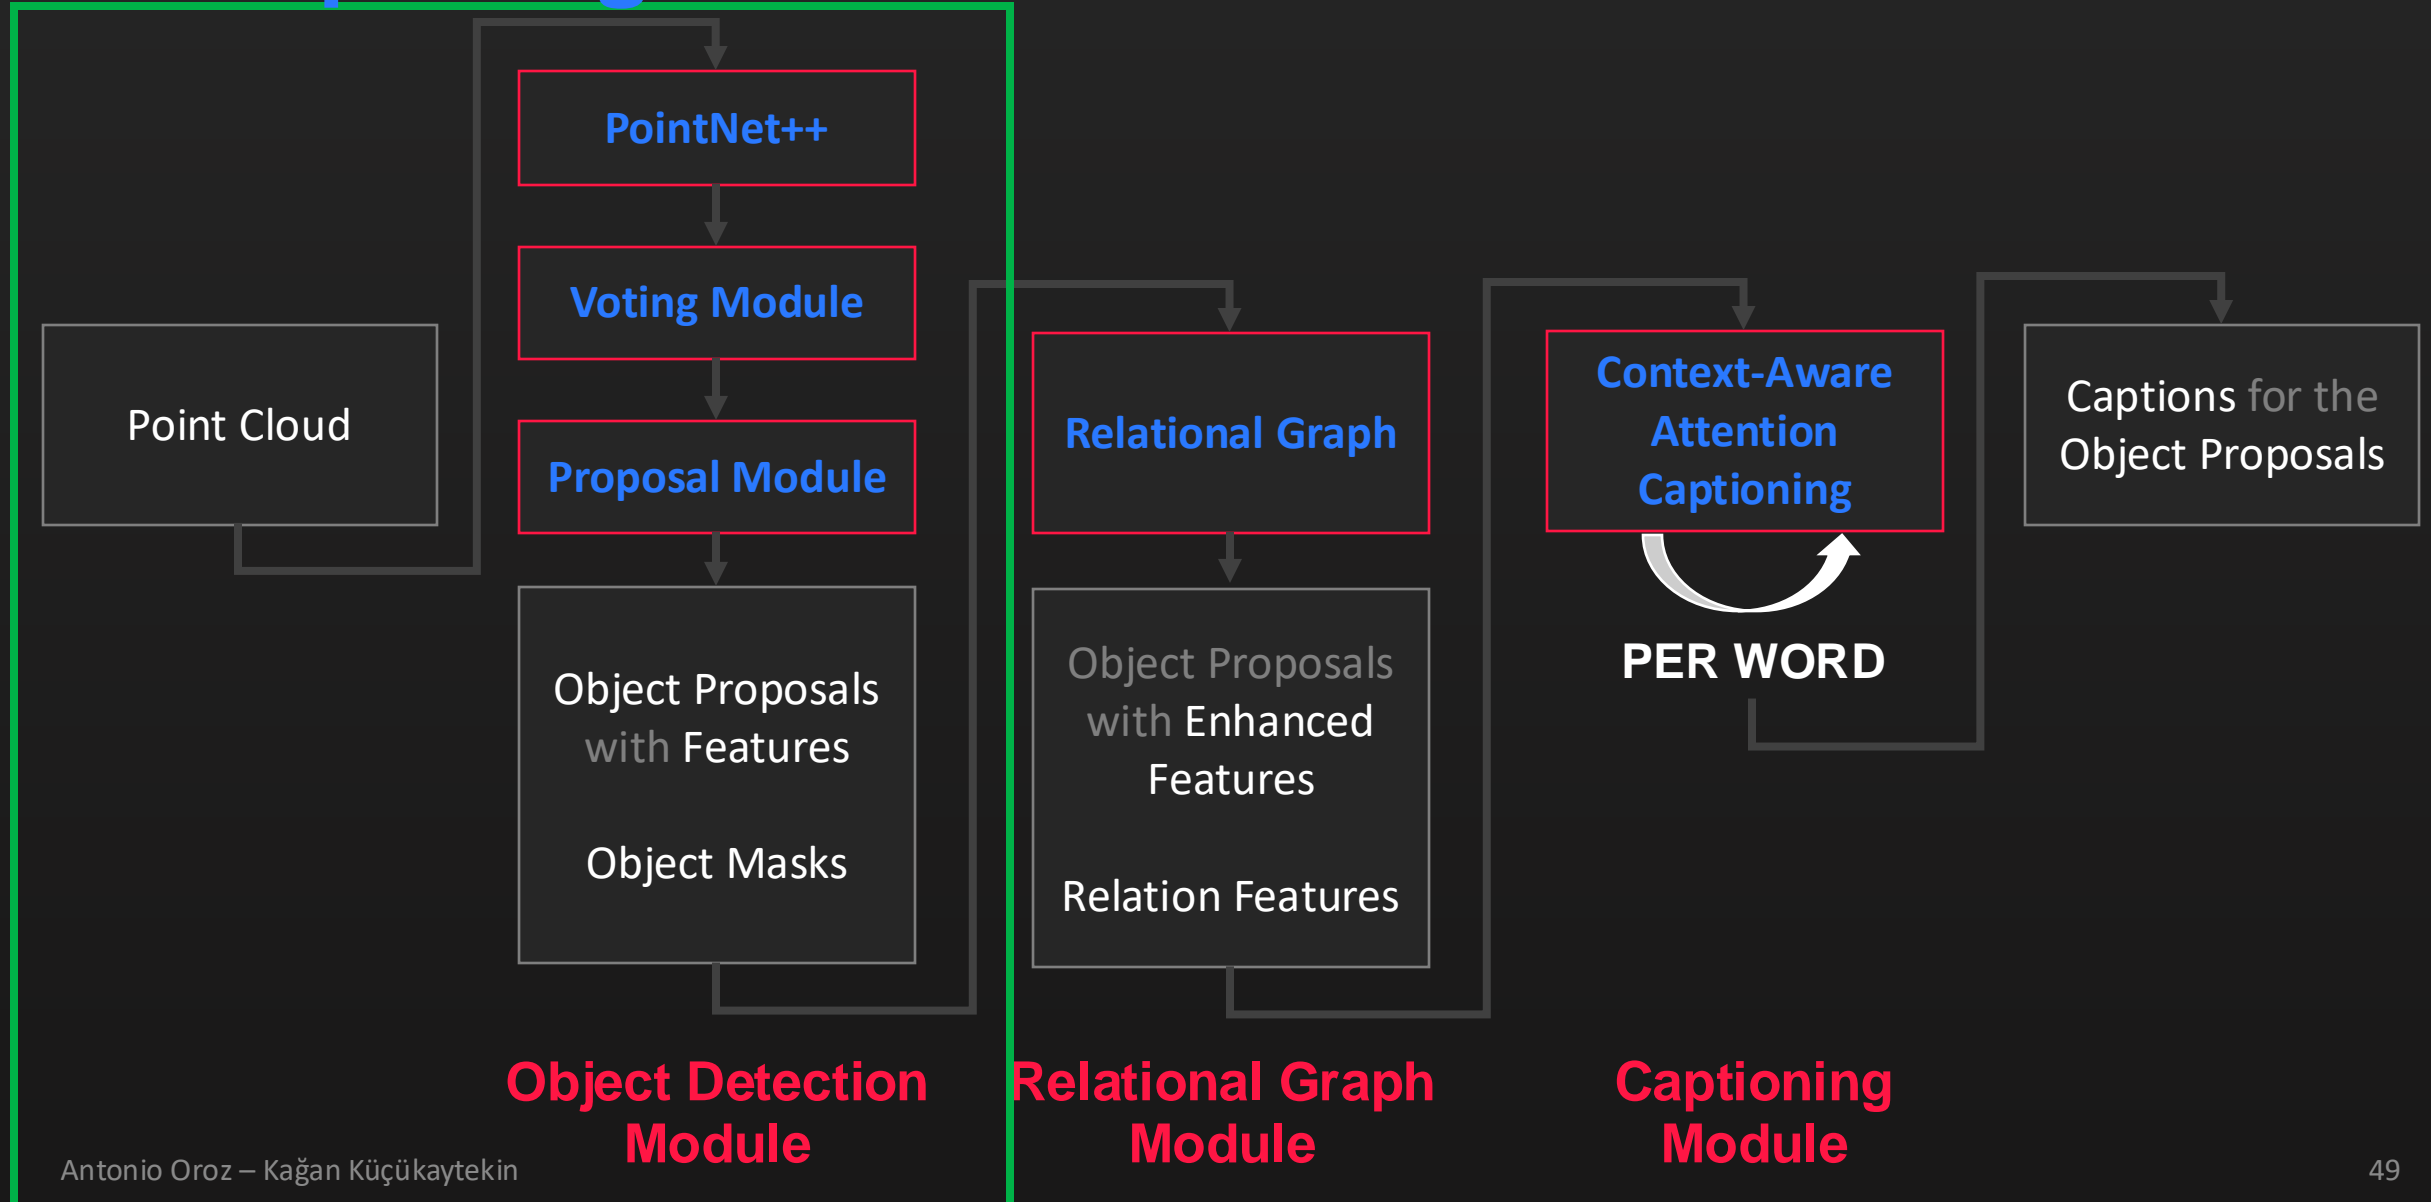 Point Cloud
PointNet++
Voting Module
Proposal Module
Object Proposals
with Features
Object Masks
Object Detection
Module
Relational Graph
Object Proposals
with Enhanced
Features
Relation Features
Relational Graph
Module
Context-Aware
Attention
Captioning
PER WORD
Captioning
Module
Captions for the
Object Proposals
Antonio Oroz – Kağan Küçükaytekin
49